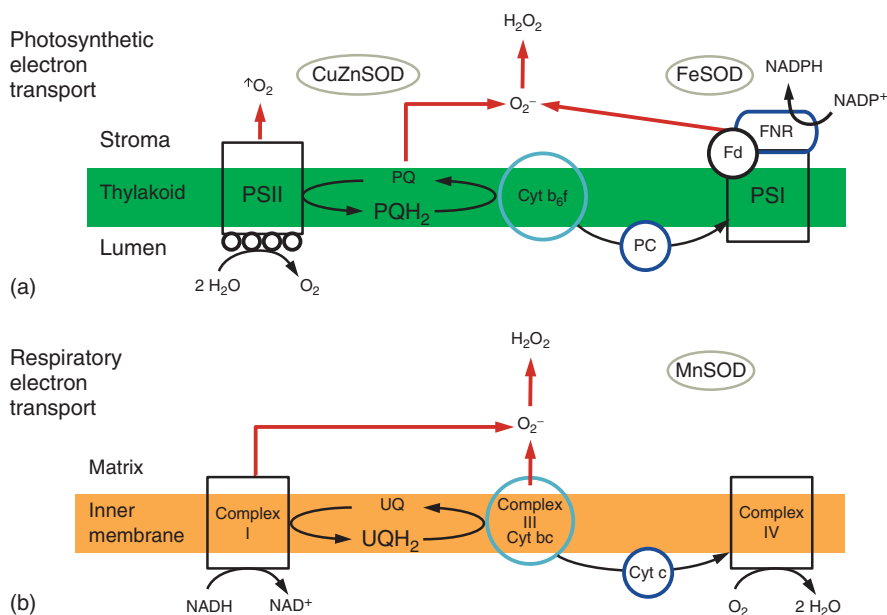 (a)
Photosynthetic
electron
transport
H₂O₂
CuZnSOD
FeSOD
NADPH
NADP⁺
↑O₂
O₂⁻
Stroma
FNR
Fd
Thylakoid
PSII
PQ
PQH₂
Cyt b₆f
PSI
Lumen
PC
2 H₂O
O₂
(b)
Respiratory
electron
transport
H₂O₂
MnSOD
O₂⁻
Matrix
Inner
membrane
Complex
I
UQ
UQH₂
Complex
III
Cyt bc
Complex
IV
Cyt c
NADH
NAD⁺
O₂
2 H₂O